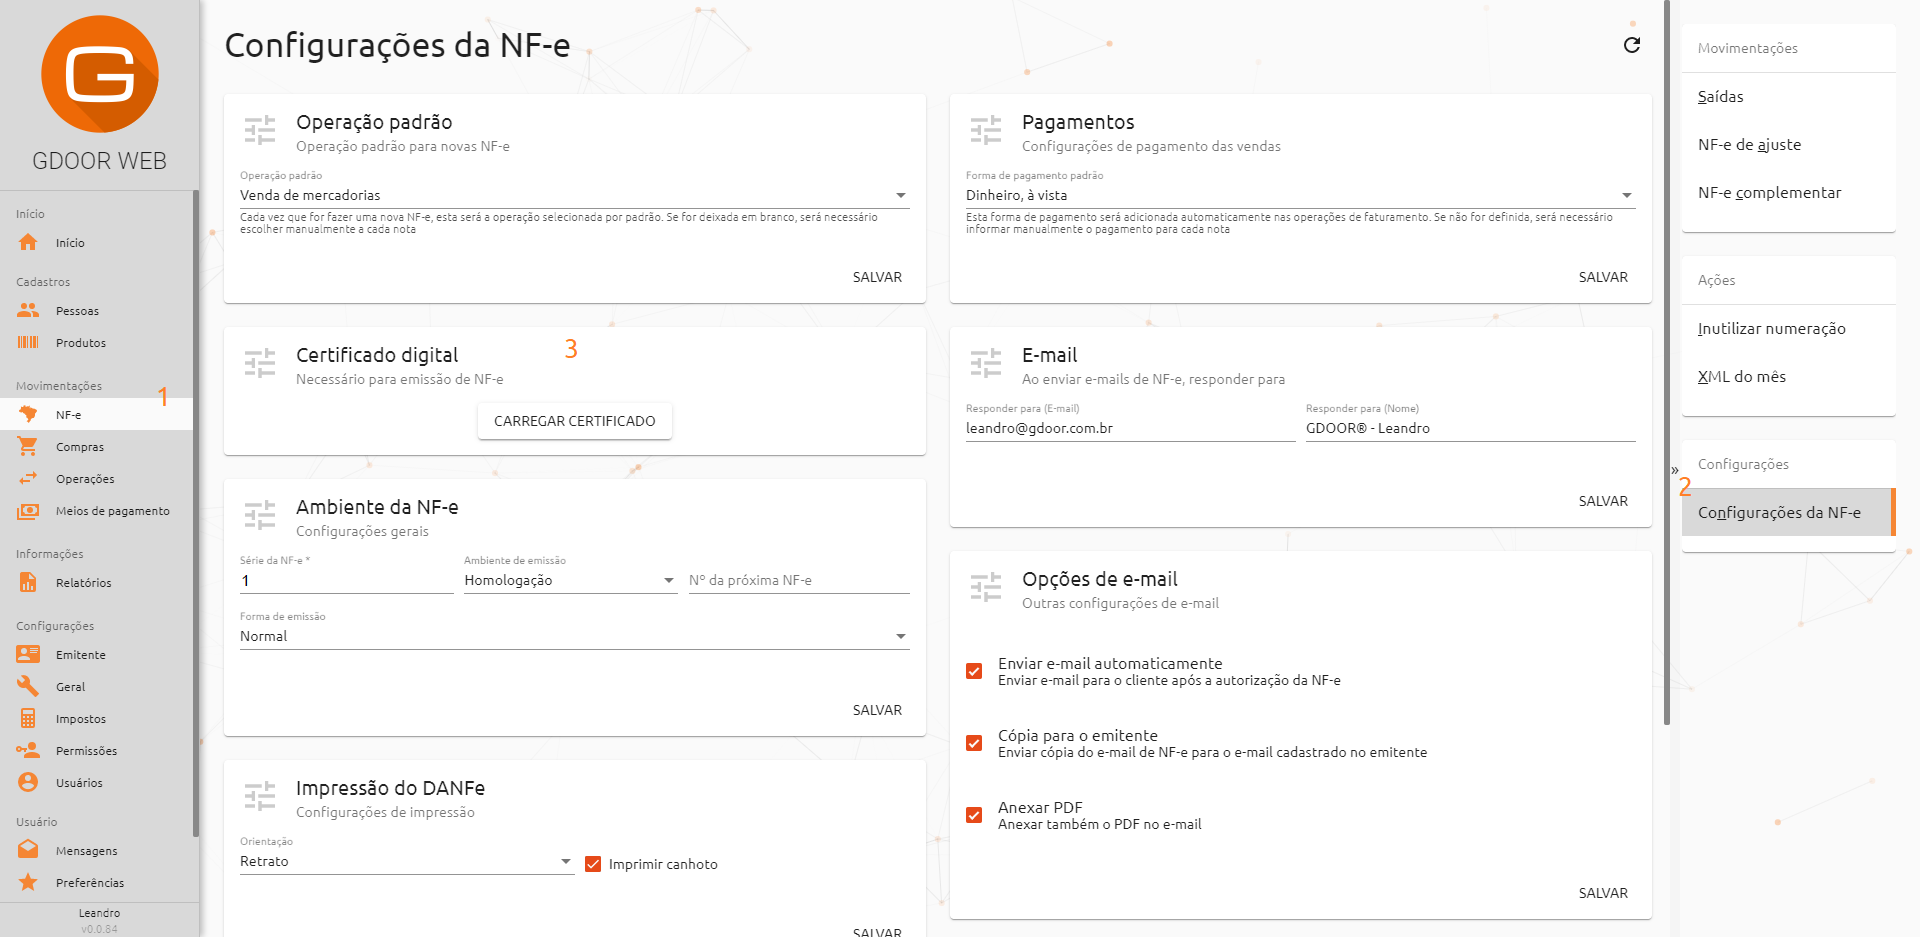 G
GDOOR WEB
Início
Início
Cadastros
Pessoas
Produtos
Movimentações
1
NF-e
Compras
Operações
Meios de pagamento
Informações
Relatórios
Configurações
Emitente
Geral
Impostos
Permissões
Usuários
Usuário
Mensagens
Preferências
Leandro
v0.0.84
Configurações da NF-e
Operação padrão
Operação padrão para novas NF-e
Operação padrão
Venda de mercadorias
Cada vez que for fazer uma nova NF-e, esta será a operação selecionada por padrão. Se for deixada em branco, será necessário
escolher manualmente a cada nota
SALVAR
Certificado digital
3
Necessário para emissão de NF-e
CARREGAR CERTIFICADO
Ambiente da NF-e
Configurações gerais
Série da NF-e *
1
Ambiente de emissão
Homologação
Nº da próxima NF-e
Forma de emissão
Normal
SALVAR
Impressão do DANFe
Configurações de impressão
Orientação
Retrato
Imprimir canhoto
SALVAR
Pagamentos
Configurações de pagamento das vendas
Forma de pagamento padrão
Dinheiro, à vista
Esta forma de pagamento será adicionada automaticamente nas operações de faturamento. Se não for definida, será necessário
informar manualmente o pagamento para cada nota
SALVAR
E-mail
Ao enviar e-mails de NF-e, responder para
Responder para (E-mail)
leandro@gdoor.com.br
Responder para (Nome)
GDOOR® - Leandro
SALVAR
Opções de e-mail
Outras configurações de e-mail
Enviar e-mail automaticamente
Enviar e-mail para o cliente após a autorização da NF-e
Cópia para o emitente
Enviar cópia do e-mail de NF-e para o e-mail cadastrado no emitente
Anexar PDF
Anexar também o PDF no e-mail
SALVAR
Movimentações
Saídas
NF-e de ajuste
NF-e complementar
Ações
Inutilizar numeração
XML do mês
Configurações
»
2
Configurações da NF-e